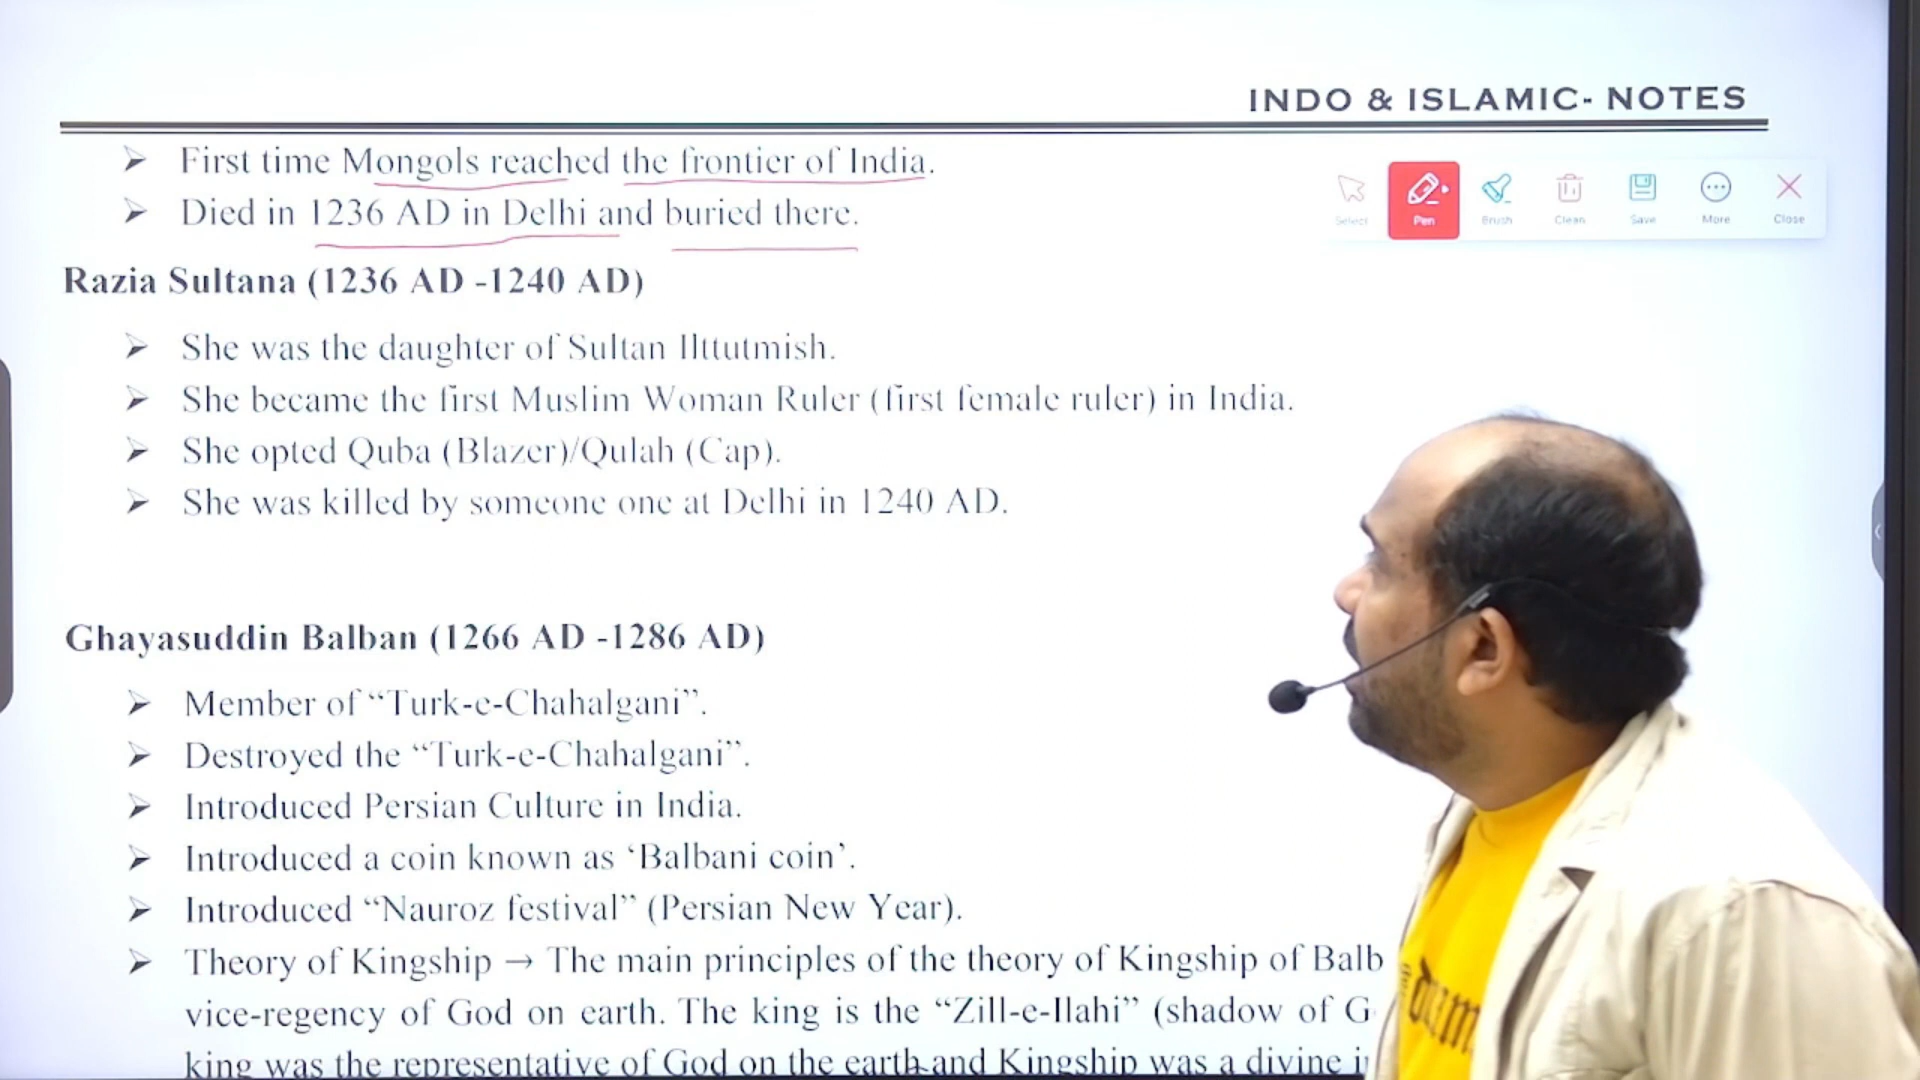 INDO & ISLAMIC- NOTES
First time Mongols reached the frontier of India.
Died in 1236 AD in Delhi and buried there.
Select Pen Brush Clean Save More Close
Razia Sultana (1236 AD -1240 AD)
She was the daughter of Sultan Ilttutmish.
She became the first Muslim Woman Ruler (first female ruler) in India.
She opted Quba (Blazer)/Qulah (Cap).
She was killed by someone one at Delhi in 1240 AD.
Ghayasuddin Balban (1266 AD -1286 AD)
Member of “Turk-e-Chahalgani”.
Destroyed the “Turk-e-Chahalgani”.
Introduced Persian Culture in India.
Introduced a coin known as ‘Balbani coin’.
Introduced “Nauroz festival” (Persian New Year).
Theory of Kingship → The main principles of the theory of Kingship of Balb
vice-regency of God on earth. The king is the “Zill-e-Ilahi” (shadow of G
king was the representative of God on the earth and Kingship was a divine